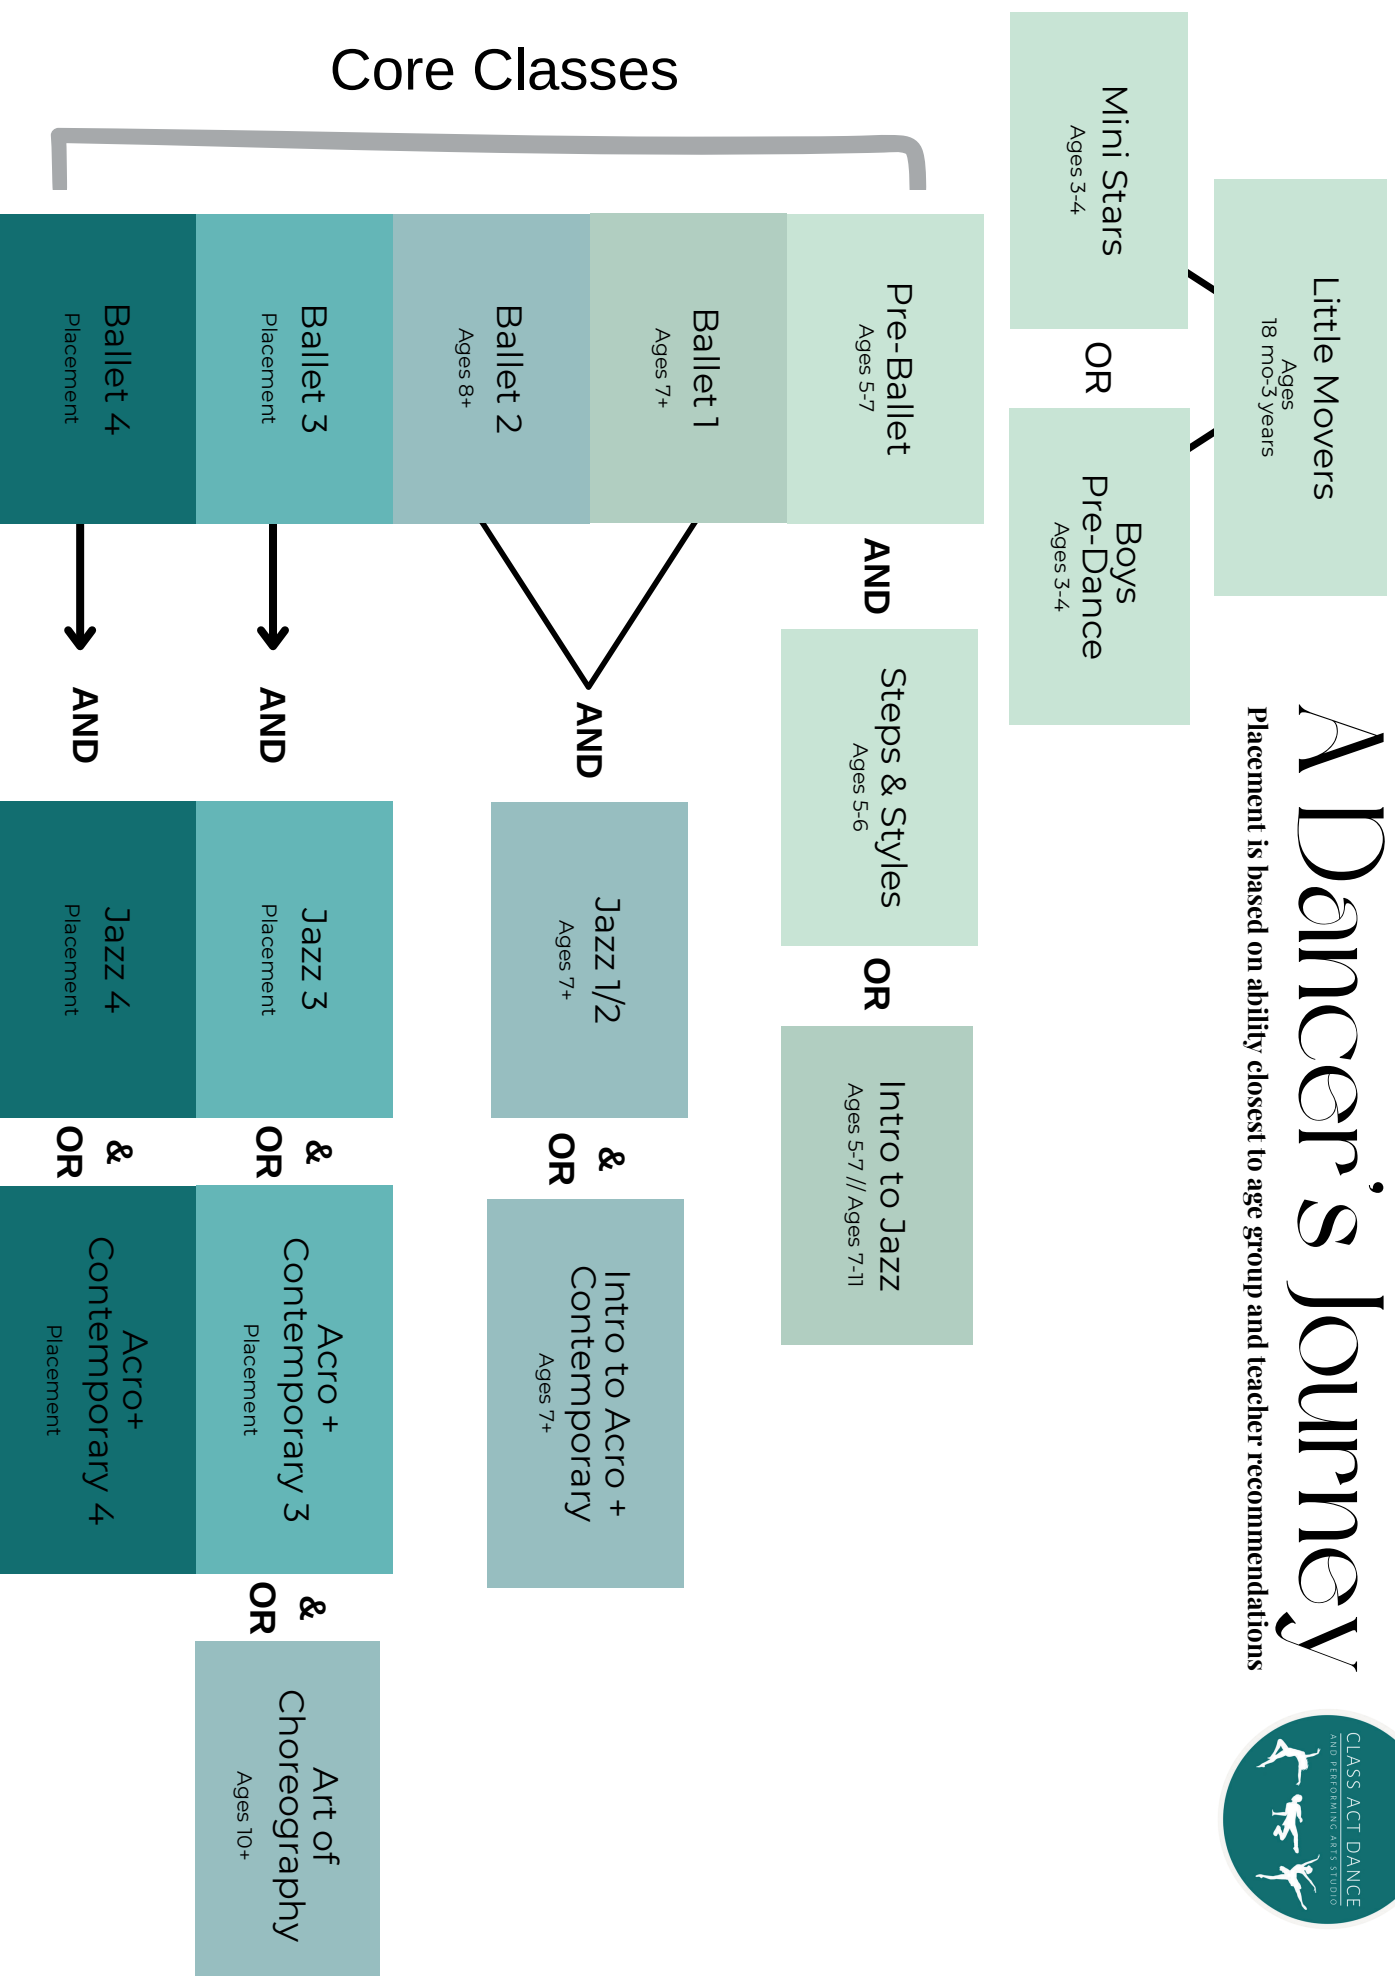 A Dancer's Journey
Placement is based on ability closest to age group and teacher recommendations
CLASS ACT DANCE
AND PERFORMING ARTS STUDIO
Little Movers
Ages
18 mo-3 years
Mini Stars
Ages 3-4
OR
Boys
Pre-Dance
Ages 3-4
Core Classes
Pre-Ballet
Ages 5-7
AND
Steps & Styles
Ages 5-6
OR
Intro to Jazz
Ages 5-7 // Ages 7-11
Ballet 1
Ages 7+
Ballet 2
Ages 8+
AND
Jazz 1/2
Ages 7+
&
OR
Intro to Acro +
Contemporary
Ages 7+
Ballet 3
Placement
AND
Jazz 3
Placement
&
OR
Acro +
Contemporary 3
Placement
&
OR
Art of
Choreography
Ages 10+
Ballet 4
Placement
AND
Jazz 4
Placement
&
OR
Acro+
Contemporary 4
Placement